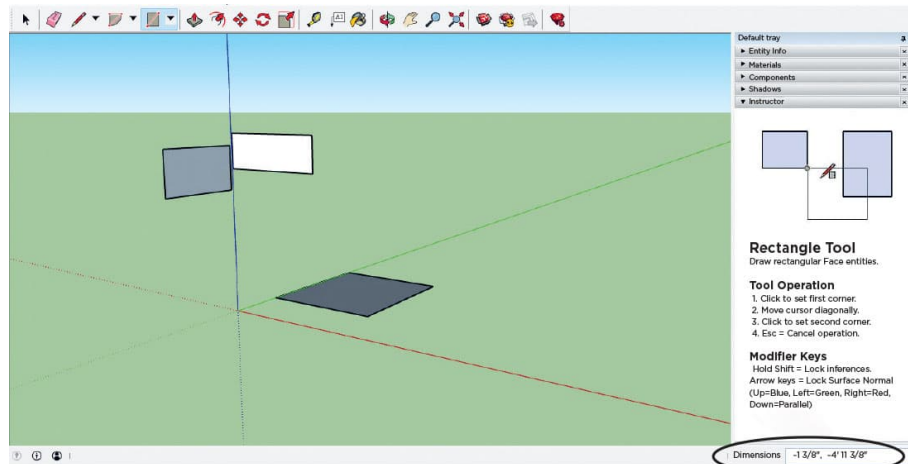 A1
Default tray
Entity Info
Materials
Components
Shadows
Instructor
Rectangle Tool
Draw rectangular Face entities.
Tool Operation
1. Click to set first corner.
2. Move cursor diagonally.
3. Click to set second corner.
4. Esc = Cancel operation.
Modifier Keys
Hold Shift = Lock inferences.
Arrow keys = Lock Surface Normal
(Up=Blue, Left=Green, Right=Red,
Down=Parallel)
Dimensions -1 3/8", -4' 11 3/8"